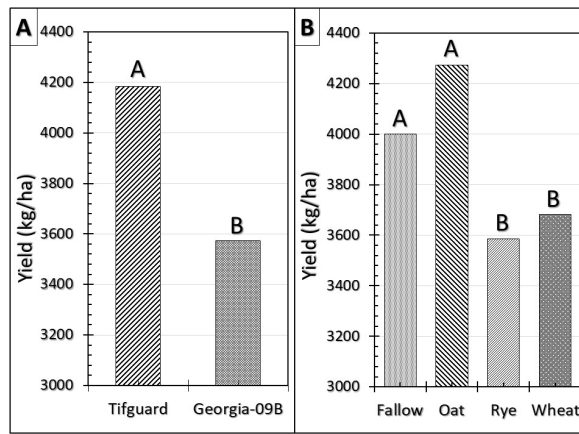 A
Yield (kg/ha)
4400
4200
4000
3800
3600
3400
3200
3000
A
B
Tifguard Georgia-09B
B
Yield (kg/ha)
4400
4200
4000
3800
3600
3400
3200
3000
A
A
B
B
Fallow Oat Rye Wheat